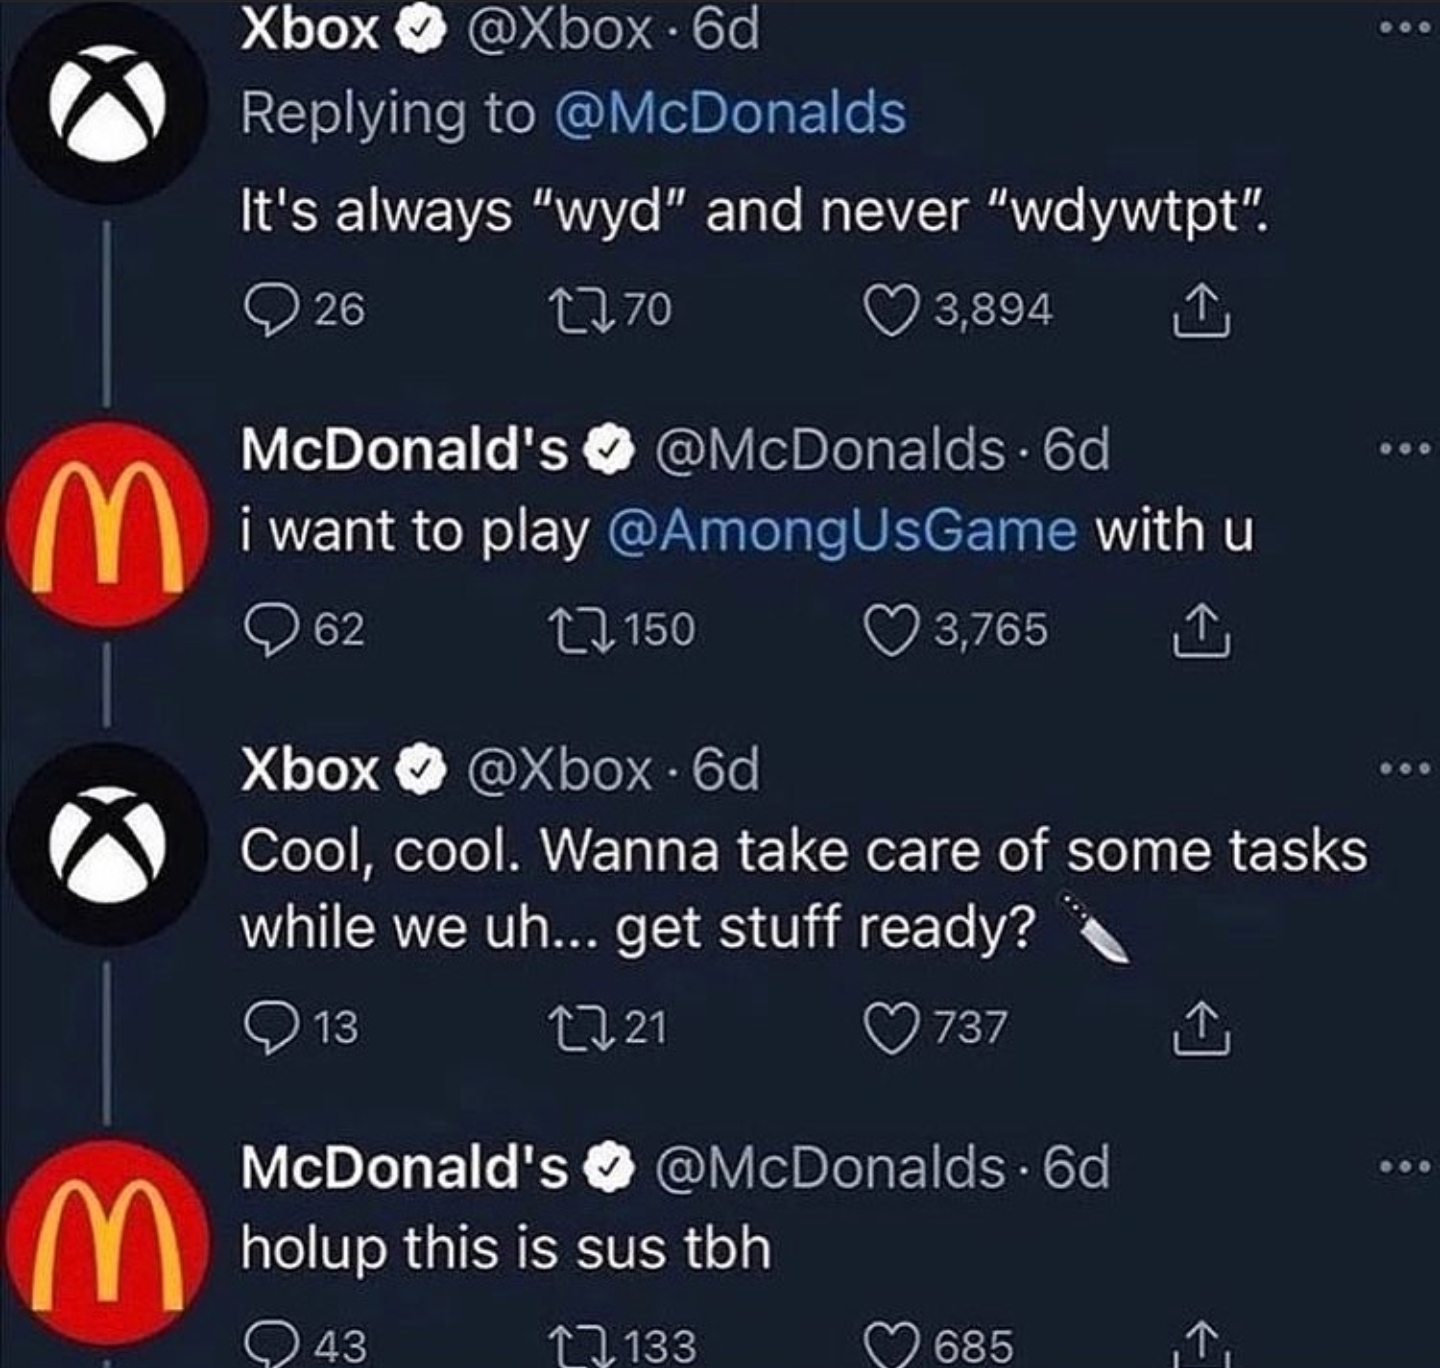 Xbox @Xbox · 6d
Replying to @McDonalds
It's always “wyd” and never “wdywtpt”.
26 70 3,894
McDonald's @McDonalds · 6d
i want to play @AmongUsGame with u
62 150 3,765
Xbox @Xbox · 6d
Cool, cool. Wanna take care of some tasks
while we uh... get stuff ready? 🔪
13 21 737
McDonald's @McDonalds · 6d
holup this is sus tbh
43 133 685